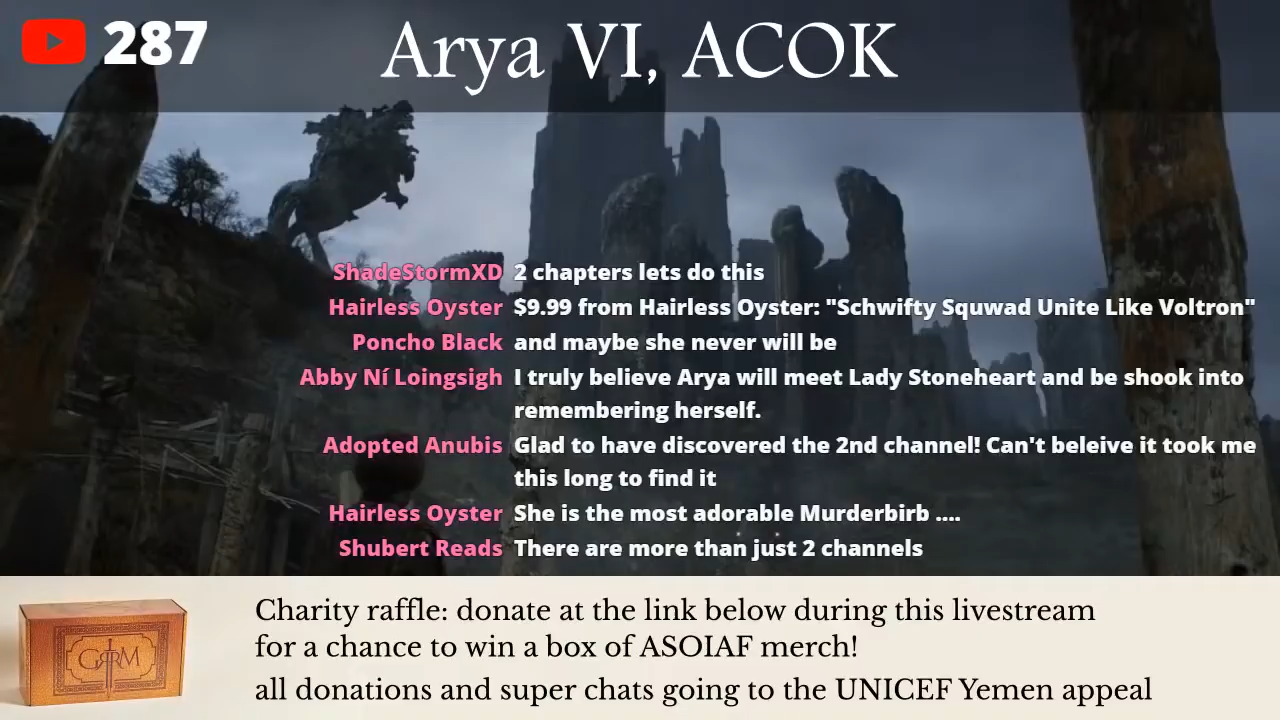 287
Arya VI, ACOK
ShadeStormXD 2 chapters lets do this
Hairless Oyster $9.99 from Hairless Oyster: "Schwifty Squwad Unite Like Voltron"
Poncho Black and maybe she never will be
Abby Ní Loingsigh I truly believe Arya will meet Lady Stoneheart and be shook into
remembering herself.
Adopted Anubis Glad to have discovered the 2nd channel! Can't beleive it took me
this long to find it
Hairless Oyster She is the most adorable Murderbirb ....
Shubert Reads There are more than just 2 channels
GRRM
Charity raffle: donate at the link below during this livestream
for a chance to win a box of ASOIAF merch!
all donations and super chats going to the UNICEF Yemen appeal